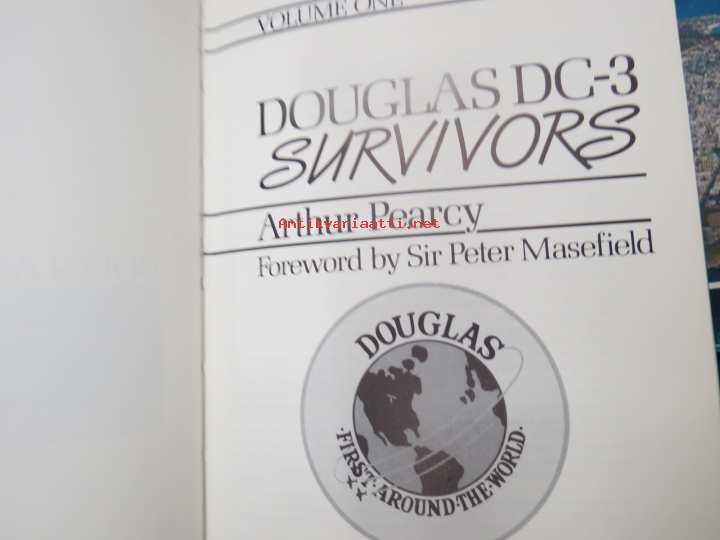 VOLUME ONE
DOUGLAS DC-3
SURVIVORS
Arthur Pearcy
Antikvariaatti.net
Foreword by Sir Peter Masefield
DOUGLAS
·FIRST·AROUND·THE·WORLD·